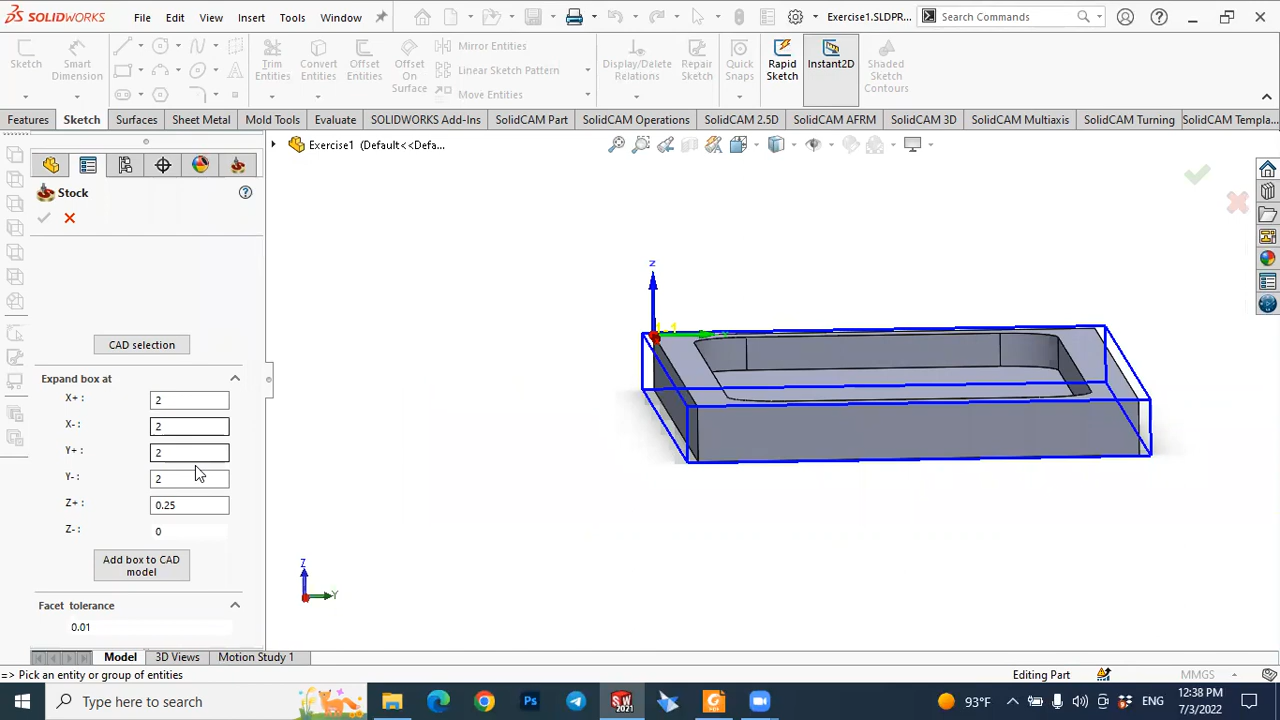 SOLIDWORKS File Edit View Insert Tools Window Exercise1.SLDPR... Search Commands
Sketch Smart Dimension Trim Entities Convert Entities Offset Entities Offset On Surface Mirror Entities Linear Sketch Pattern Move Entities Display/Delete Relations Repair Sketch Quick Snaps Rapid Sketch Instant2D Shaded Sketch Contours
Features Sketch Surfaces Sheet Metal Mold Tools Evaluate SOLIDWORKS Add-Ins SolidCAM Part SolidCAM Operations SolidCAM 2.5D SolidCAM AFRM SolidCAM 3D SolidCAM Multiaxis SolidCAM Turning SolidCAM Templa...
Exercise1 (Default<<Defa...
Stock
CAD selection
Expand box at
X+ : 2
X- : 2
Y+ : 2
Y- : 2
Z+ : 0.25
Z- : 0
Add box to CAD
model
Facet tolerance
0.01
z
Z
Y
Model 3D Views Motion Study 1
=> Pick an entity or group of entities Editing Part MMGS
Type here to search 93°F ENG 12:38 PM
7/3/2022